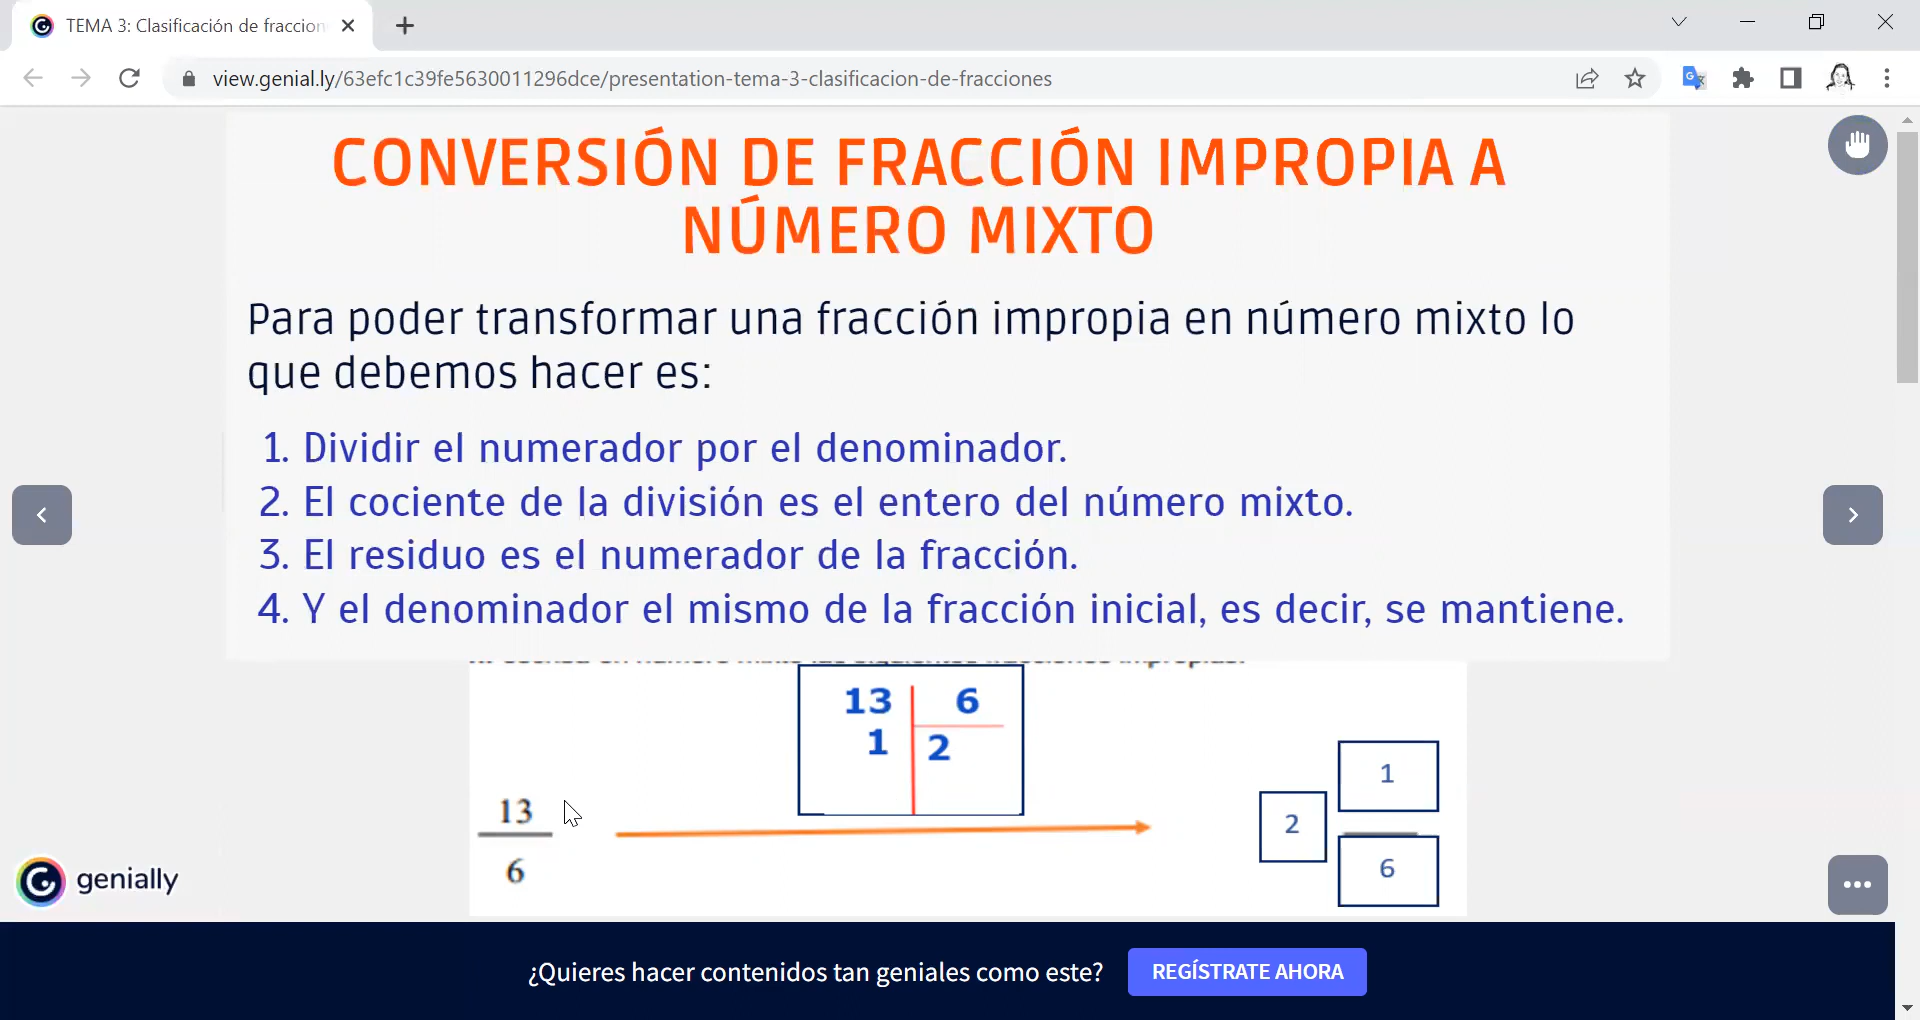 TEMA 3: Clasificación de fraccion
view.genial.ly/63efc1c39fe5630011296dce/presentation-tema-3-clasificacion-de-fracciones
CONVERSIÓN DE FRACCIÓN IMPROPIA A
NÚMERO MIXTO
Para poder transformar una fracción impropia en número mixto lo
que debemos hacer es:
1. Dividir el numerador por el denominador.
2. El cociente de la división es el entero del número mixto.
3. El residuo es el numerador de la fracción.
4. Y el denominador el mismo de la fracción inicial, es decir, se mantiene.
13 6
1 2
13
6
1
2
6
genially
¿Quieres hacer contenidos tan geniales como este? REGÍSTRATE AHORA